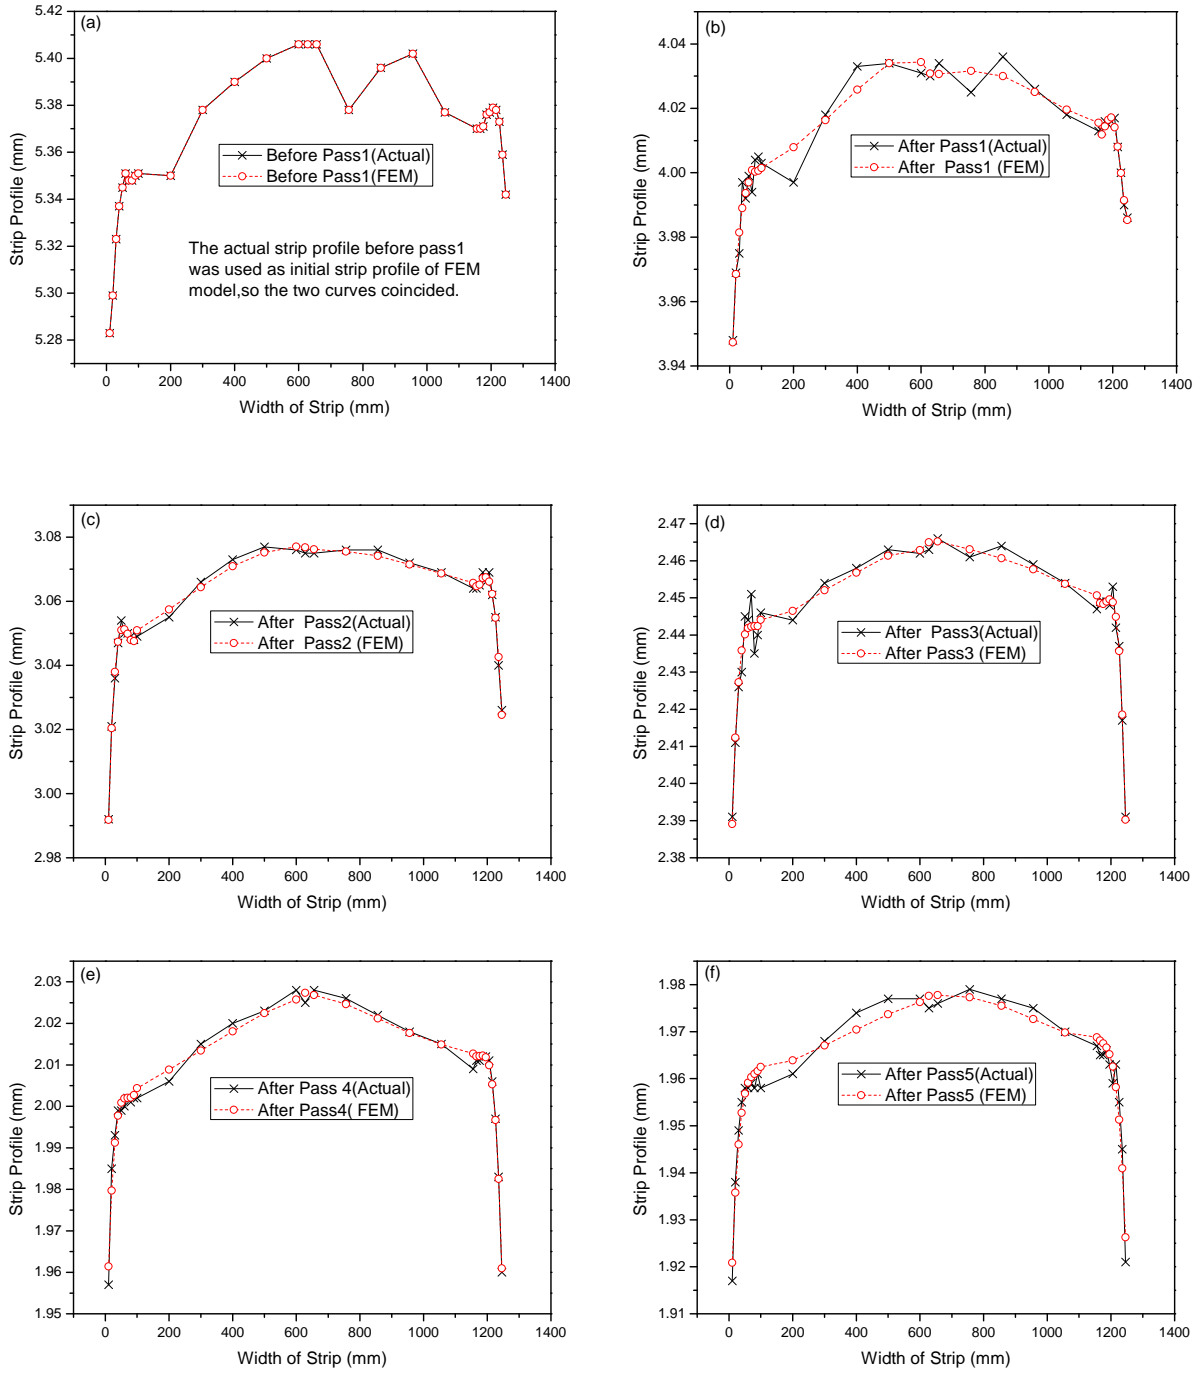 (a)
5.42
5.40
5.38
5.36
5.34
5.32
5.30
5.28
Strip Profile (mm)
Before Pass1(Actual)
Before Pass1(FEM)
The actual strip profile before pass1
was used as initial strip profile of FEM
model,so the two curves coincided.
0 200 400 600 800 1000 1200 1400
Width of Strip (mm)
(b)
4.04
4.02
4.00
3.98
3.96
3.94
Strip Profile (mm)
After Pass1(Actual)
After Pass1 (FEM)
0 200 400 600 800 1000 1200 1400
Width of Strip (mm)
(c)
3.08
3.06
3.04
3.02
3.00
2.98
Strip Profile (mm)
After Pass2(Actual)
After Pass2 (FEM)
0 200 400 600 800 1000 1200 1400
Width of Strip (mm)
(d)
2.47
2.46
2.45
2.44
2.43
2.42
2.41
2.40
2.39
2.38
Strip Profile (mm)
After Pass3(Actual)
After Pass3 (FEM)
0 200 400 600 800 1000 1200 1400
Width of Strip (mm)
(e)
2.03
2.02
2.01
2.00
1.99
1.98
1.97
1.96
1.95
Strip Profile (mm)
After Pass 4(Actual)
After Pass4( FEM)
0 200 400 600 800 1000 1200 1400
Width of Strip (mm)
(f)
1.98
1.97
1.96
1.95
1.94
1.93
1.92
1.91
Strip Profile (mm)
After Pass5(Actual)
After Pass5 (FEM)
0 200 400 600 800 1000 1200 1400
Width of Strip (mm)